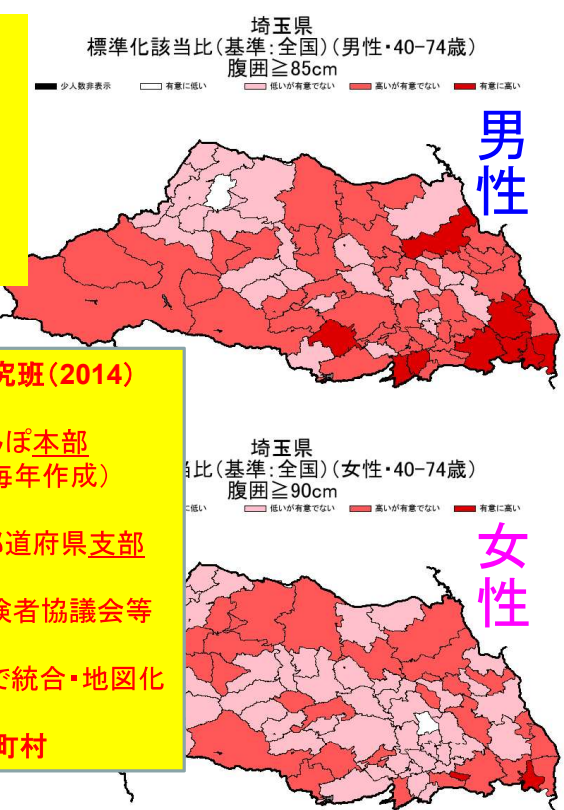 埼玉県
標準化該当比(基準:全国)(男性・40-74歳)
腹囲≧85cm
少人数非表示 有意に低い 低いが有意でない 高いが有意でない 有意に高い
男性
究班(2014)
ぽ本部
毎年作成)
道府県支部
険者協議会等
で統合・地図化
町村
埼玉県
比(基準:全国)(女性・40-74歳)
腹囲≧90cm
に低い 低いが有意でない 高いが有意でない 有意に高い
女性